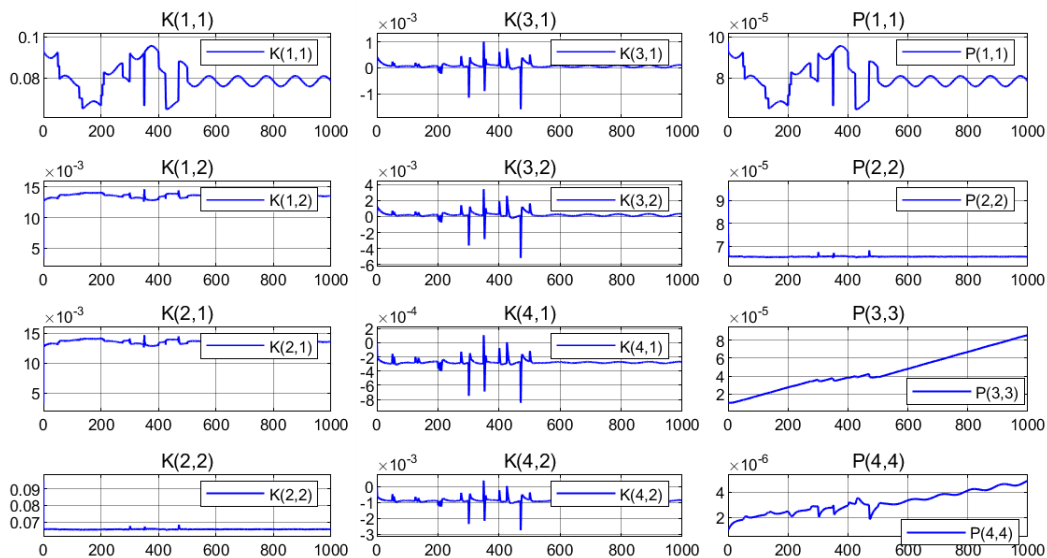 K(1,1)
0.1
0.08
K(1,1)
0 200 400 600 800 1000
K(3,1)
×10-3
1
0
-1
K(3,1)
0 200 400 600 800 1000
P(1,1)
×10-5
10
8
P(1,1)
0 200 400 600 800 1000
K(1,2)
×10-3
15
10
5
K(1,2)
0 200 400 600 800 1000
K(3,2)
×10-3
4
2
0
-2
-4
-6
K(3,2)
0 200 400 600 800 1000
P(2,2)
×10-5
9
8
7
P(2,2)
0 200 400 600 800 1000
K(2,1)
×10-3
15
10
5
K(2,1)
0 200 400 600 800 1000
K(4,1)
×10-4
2
0
-2
-4
-6
-8
K(4,1)
0 200 400 600 800 1000
P(3,3)
×10-5
8
6
4
2
P(3,3)
0 200 400 600 800 1000
K(2,2)
0.09
0.08
0.07
K(2,2)
0 200 400 600 800 1000
K(4,2)
×10-3
0
-1
-2
-3
K(4,2)
0 200 400 600 800 1000
P(4,4)
×10-6
4
2
P(4,4)
0 200 400 600 800 1000